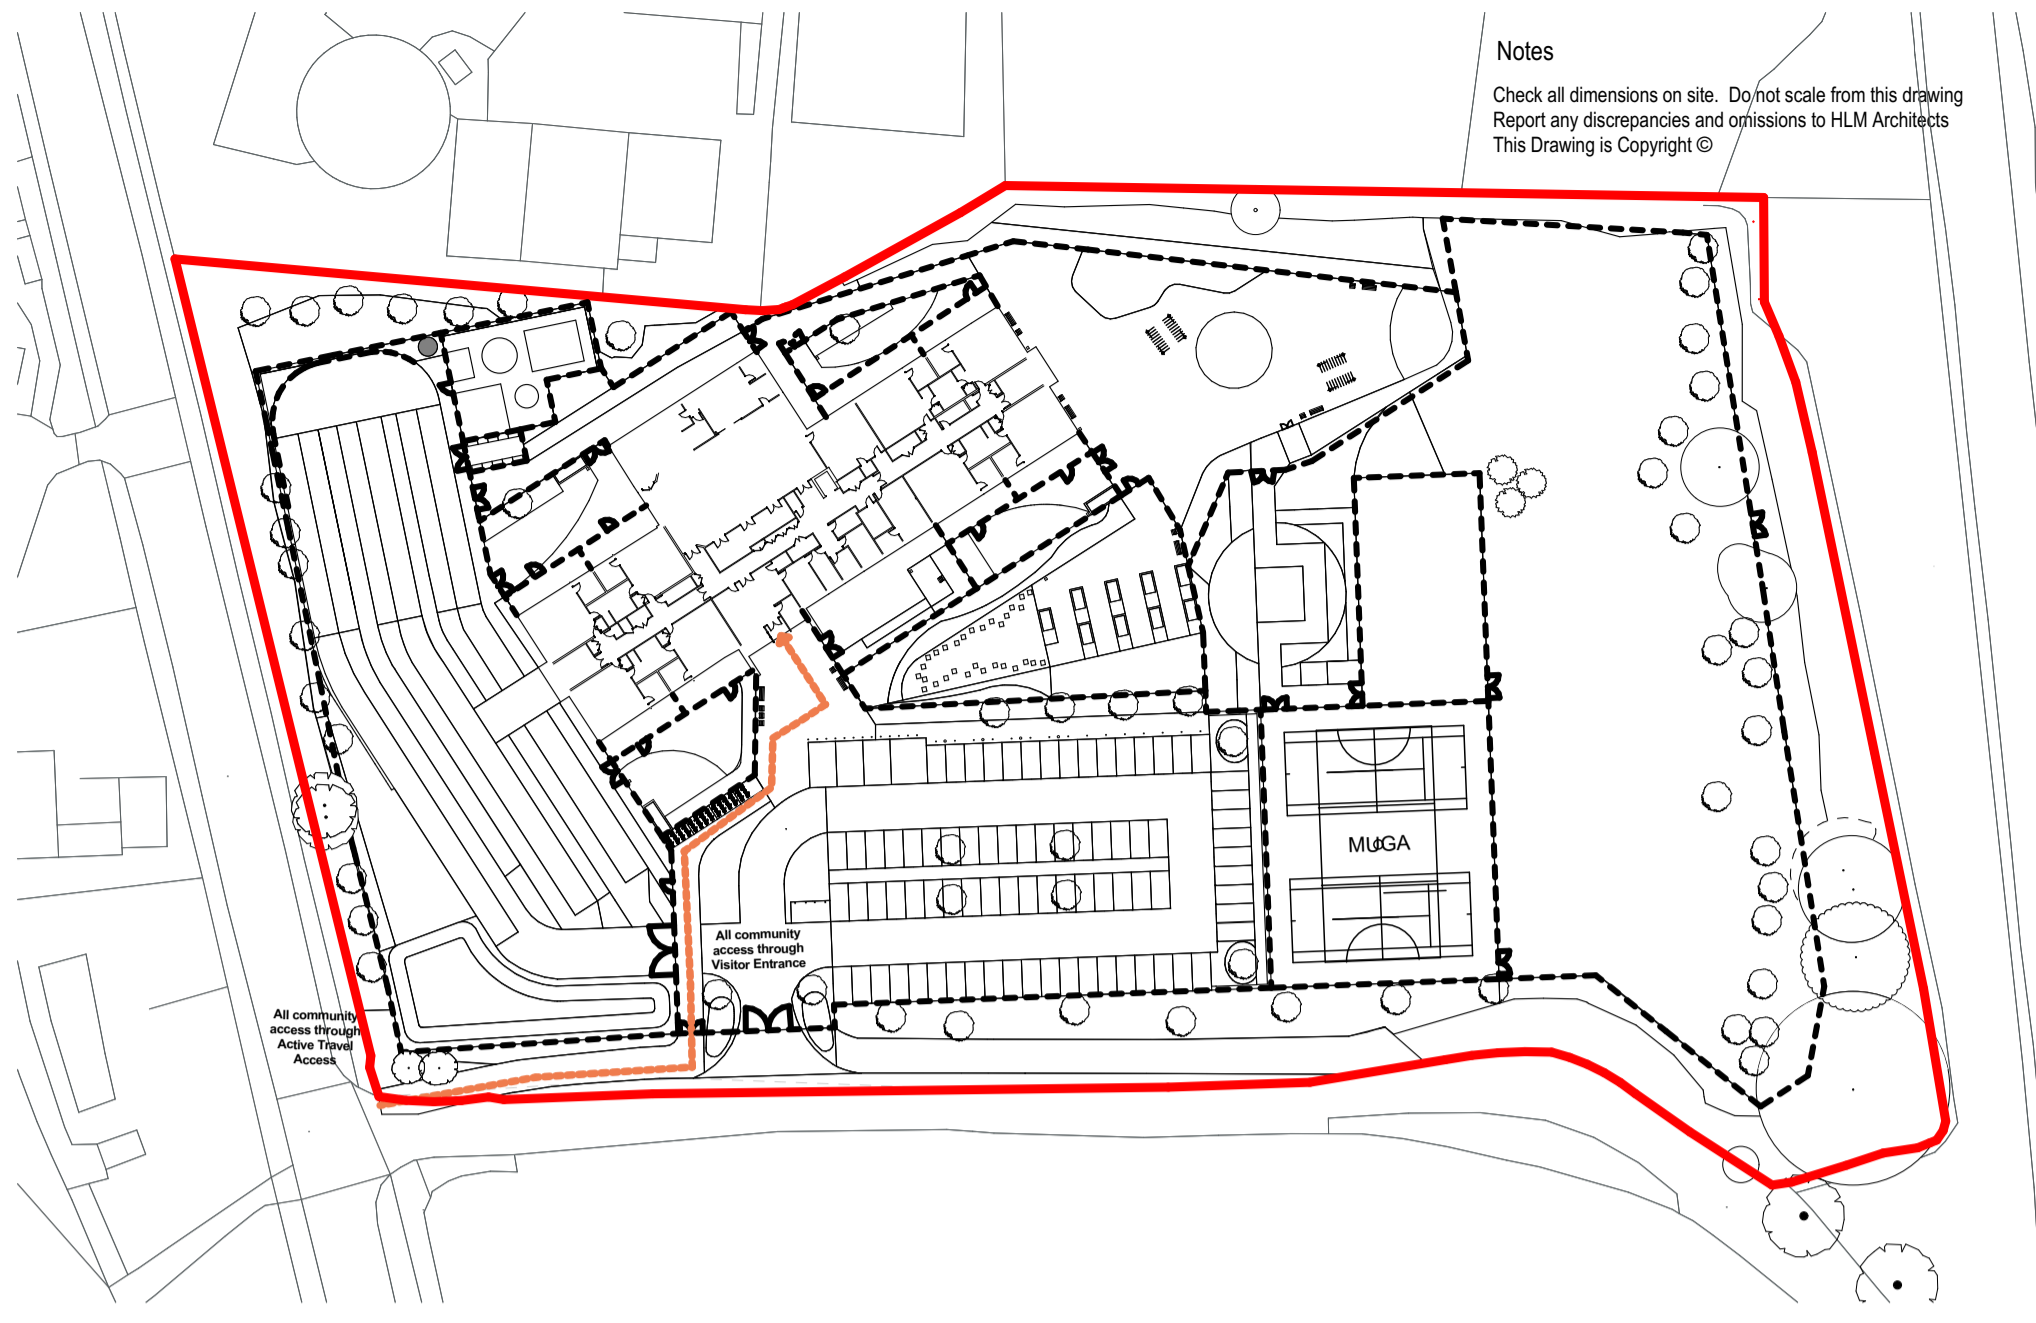 Notes
Check all dimensions on site. Do not scale from this drawing
Report any discrepancies and omissions to HLM Architects
This Drawing is Copyright ©
MUGA
All community
access through
Visitor Entrance
All community
access through
Active Travel
Access